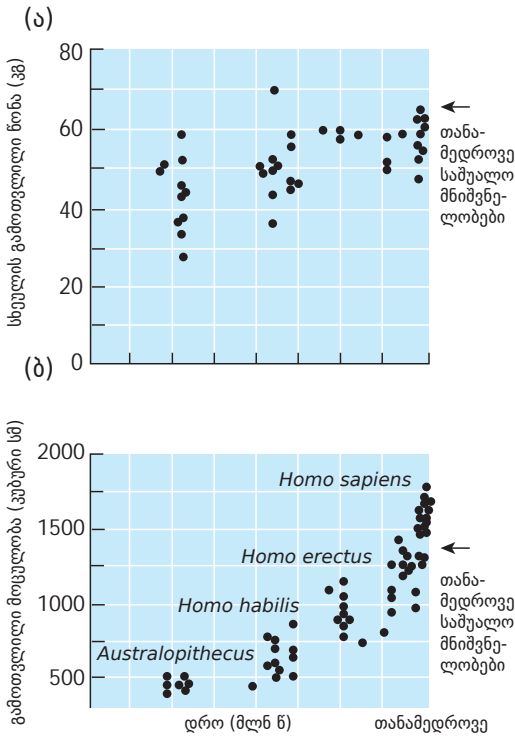 (ა)
სხეულის გამოთვლილი წონა (კგ)
80
60
40
20
0
თანა-
მედროვე
საშუალო
მნიშვნე-
ლობები
(ბ)
გამოთვლილი მოცულობა (კუბური სმ)
2000
1500
1000
500
Homo sapiens
Homo erectus
Homo habilis
Australopithecus
თანა-
მედროვე
საშუალო
მნიშვნე-
ლობები
დრო (მლნ წ)
თანამედროვე